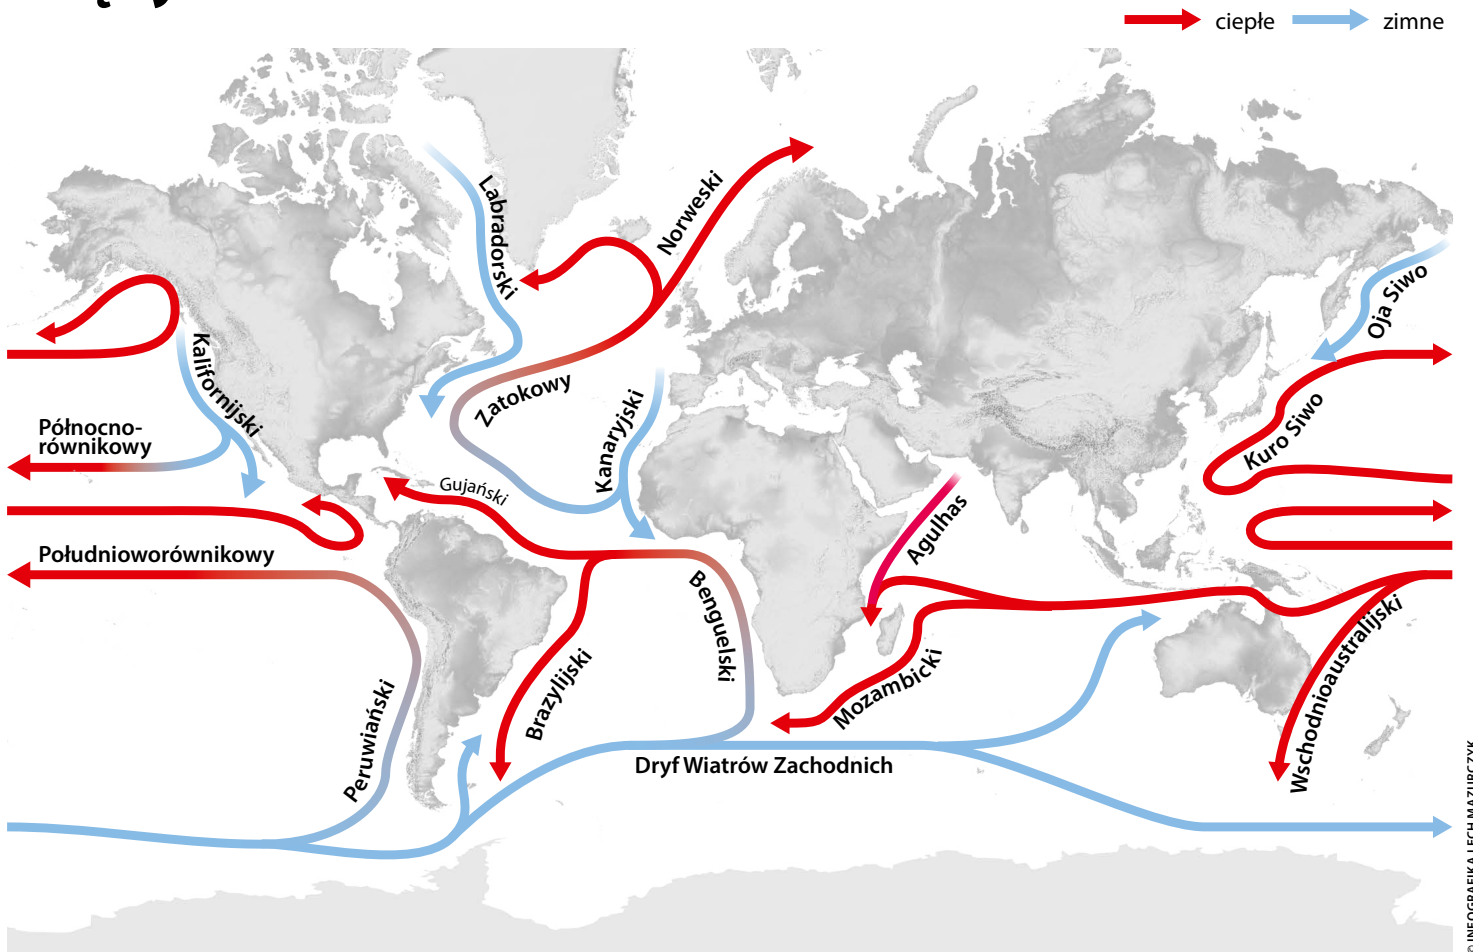 ciepłe
zimne
Labradorski
Norweski
Oja Siwo
Kalifornijski
Zatokowy
Kanaryjski
Kuro Siwo
Północno-
równikowy
Gujański
Agulhas
Południoworównikowy
Benguelski
Brazylijski
Mozambicki
Wschodnioaustralijski
Peruwiański
Dryf Wiatrów Zachodnich
© INFOGRAFIKA LECH MAZURCZYK